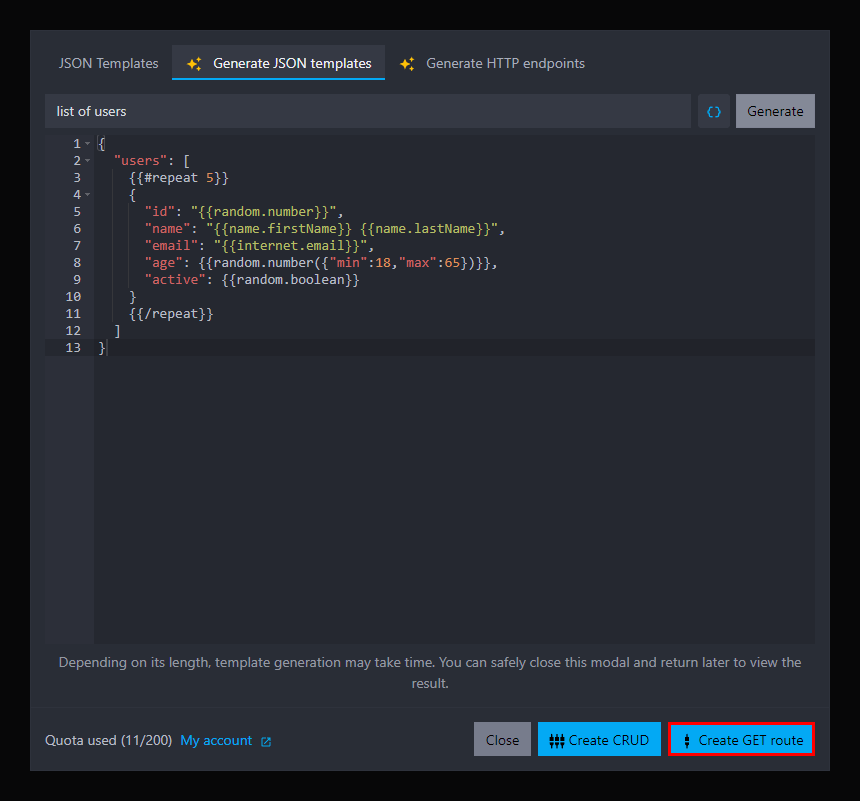 JSON Templates Generate JSON templates Generate HTTP endpoints
list of users {} Generate
1 {
2 "users": [
3 {{#repeat 5}}
4 {
5 "id": "{{random.number}}",
6 "name": "{{name.firstName}} {{name.lastName}}",
7 "email": "{{internet.email}}",
8 "age": {{random.number({"min":18,"max":65})}},
9 "active": {{random.boolean}}
10 }
11 {{/repeat}}
12 ]
13 }
Depending on its length, template generation may take time. You can safely close this modal and return later to view the
result.
Quota used (11/200) My account Close Create CRUD Create GET route